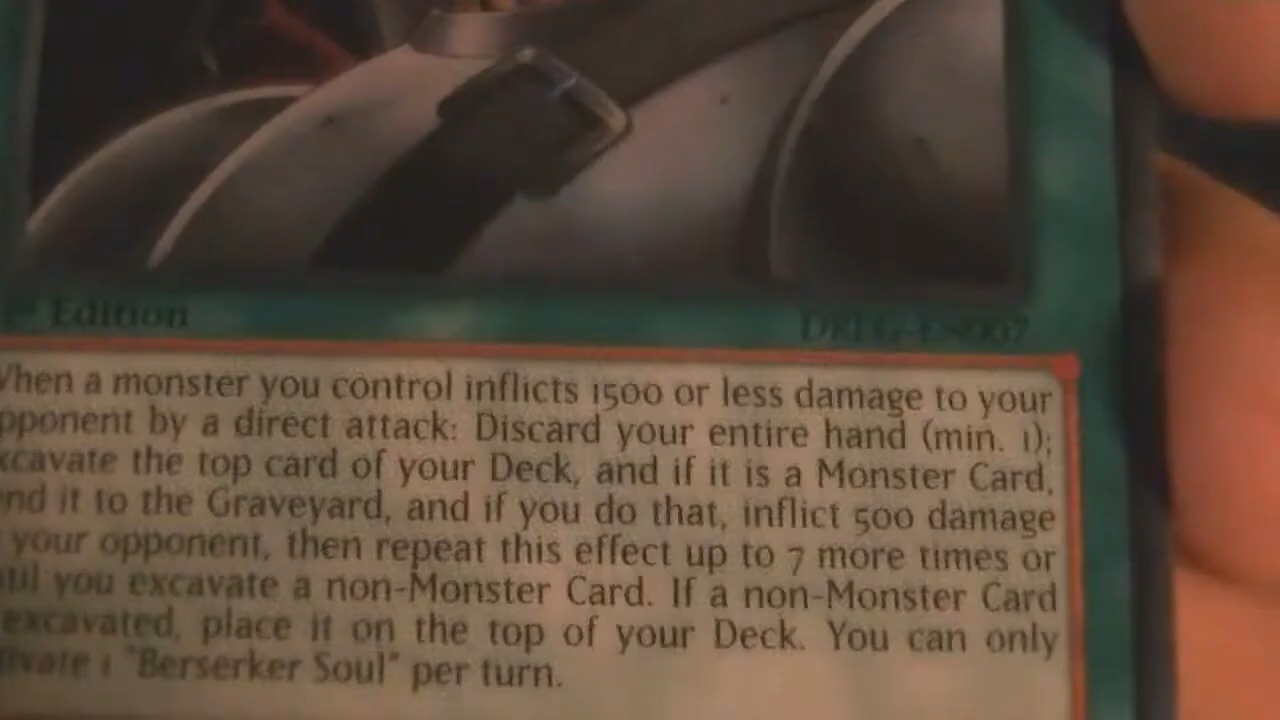 Edition
DRLG-EN007
When a monster you control inflicts 1500 or less damage to your
pponent by a direct attack: Discard your entire hand (min. 1);
xcavate the top card of your Deck, and if it is a Monster Card,
end it to the Graveyard, and if you do that, inflict 500 damage
your opponent, then repeat this effect up to 7 more times or
ntil you excavate a non-Monster Card. If a non-Monster Card
excavated, place it on the top of your Deck. You can only
tivate 1 "Berserker Soul" per turn.